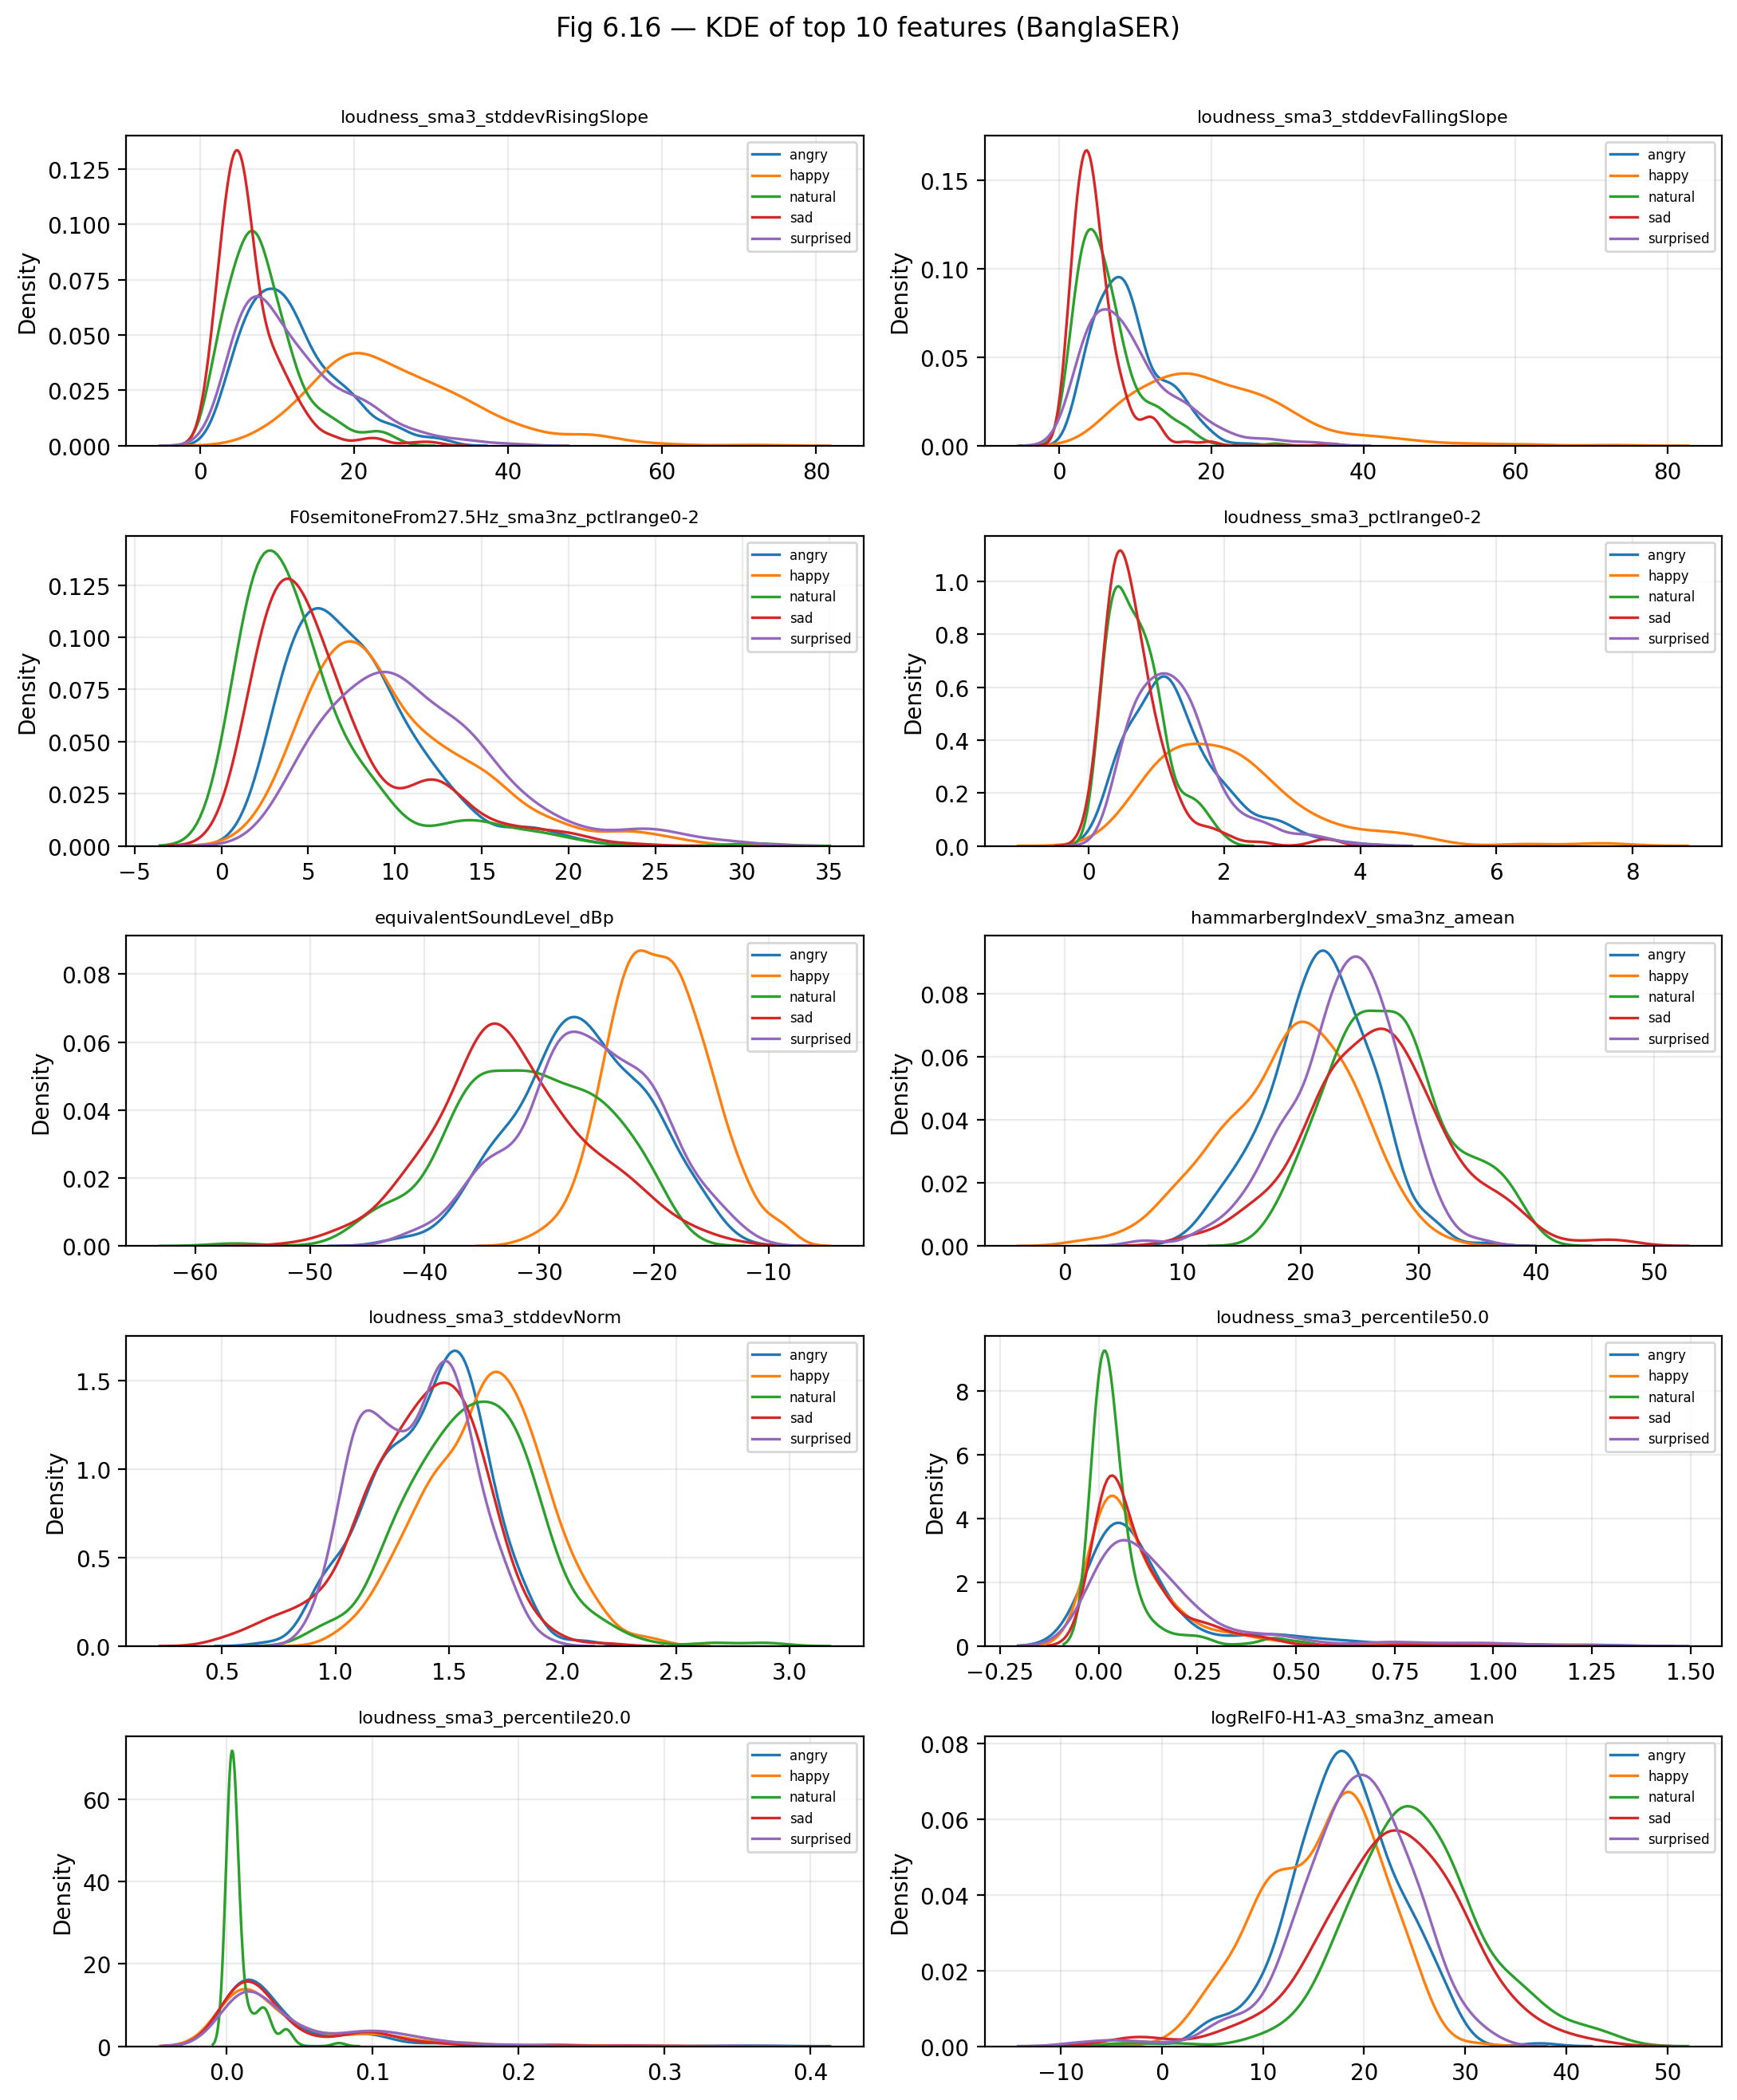 Fig 6.16 — KDE of top 10 features (BanglaSER)
loudness_sma3_stddevRisingSlope
Density
0.125
0.100
0.075
0.050
0.025
0.000
0 20 40 60 80
angry
happy
natural
sad
surprised
loudness_sma3_stddevFallingSlope
Density
0.15
0.10
0.05
0.00
0 20 40 60 80
angry
happy
natural
sad
surprised
F0semitoneFrom27.5Hz_sma3nz_pctlrange0-2
Density
0.125
0.100
0.075
0.050
0.025
0.000
−5 0 5 10 15 20 25 30 35
angry
happy
natural
sad
surprised
loudness_sma3_pctlrange0-2
Density
1.0
0.8
0.6
0.4
0.2
0.0
0 2 4 6 8
angry
happy
natural
sad
surprised
equivalentSoundLevel_dBp
Density
0.08
0.06
0.04
0.02
0.00
−60 −50 −40 −30 −20 −10
angry
happy
natural
sad
surprised
hammarbergIndexV_sma3nz_amean
Density
0.08
0.06
0.04
0.02
0.00
0 10 20 30 40 50
angry
happy
natural
sad
surprised
loudness_sma3_stddevNorm
Density
1.5
1.0
0.5
0.0
0.5 1.0 1.5 2.0 2.5 3.0
angry
happy
natural
sad
surprised
loudness_sma3_percentile50.0
Density
8
6
4
2
0
−0.25 0.00 0.25 0.50 0.75 1.00 1.25 1.50
angry
happy
natural
sad
surprised
loudness_sma3_percentile20.0
Density
60
40
20
0
0.0 0.1 0.2 0.3 0.4
angry
happy
natural
sad
surprised
logRelF0-H1-A3_sma3nz_amean
Density
0.08
0.06
0.04
0.02
0.00
−10 0 10 20 30 40 50
angry
happy
natural
sad
surprised